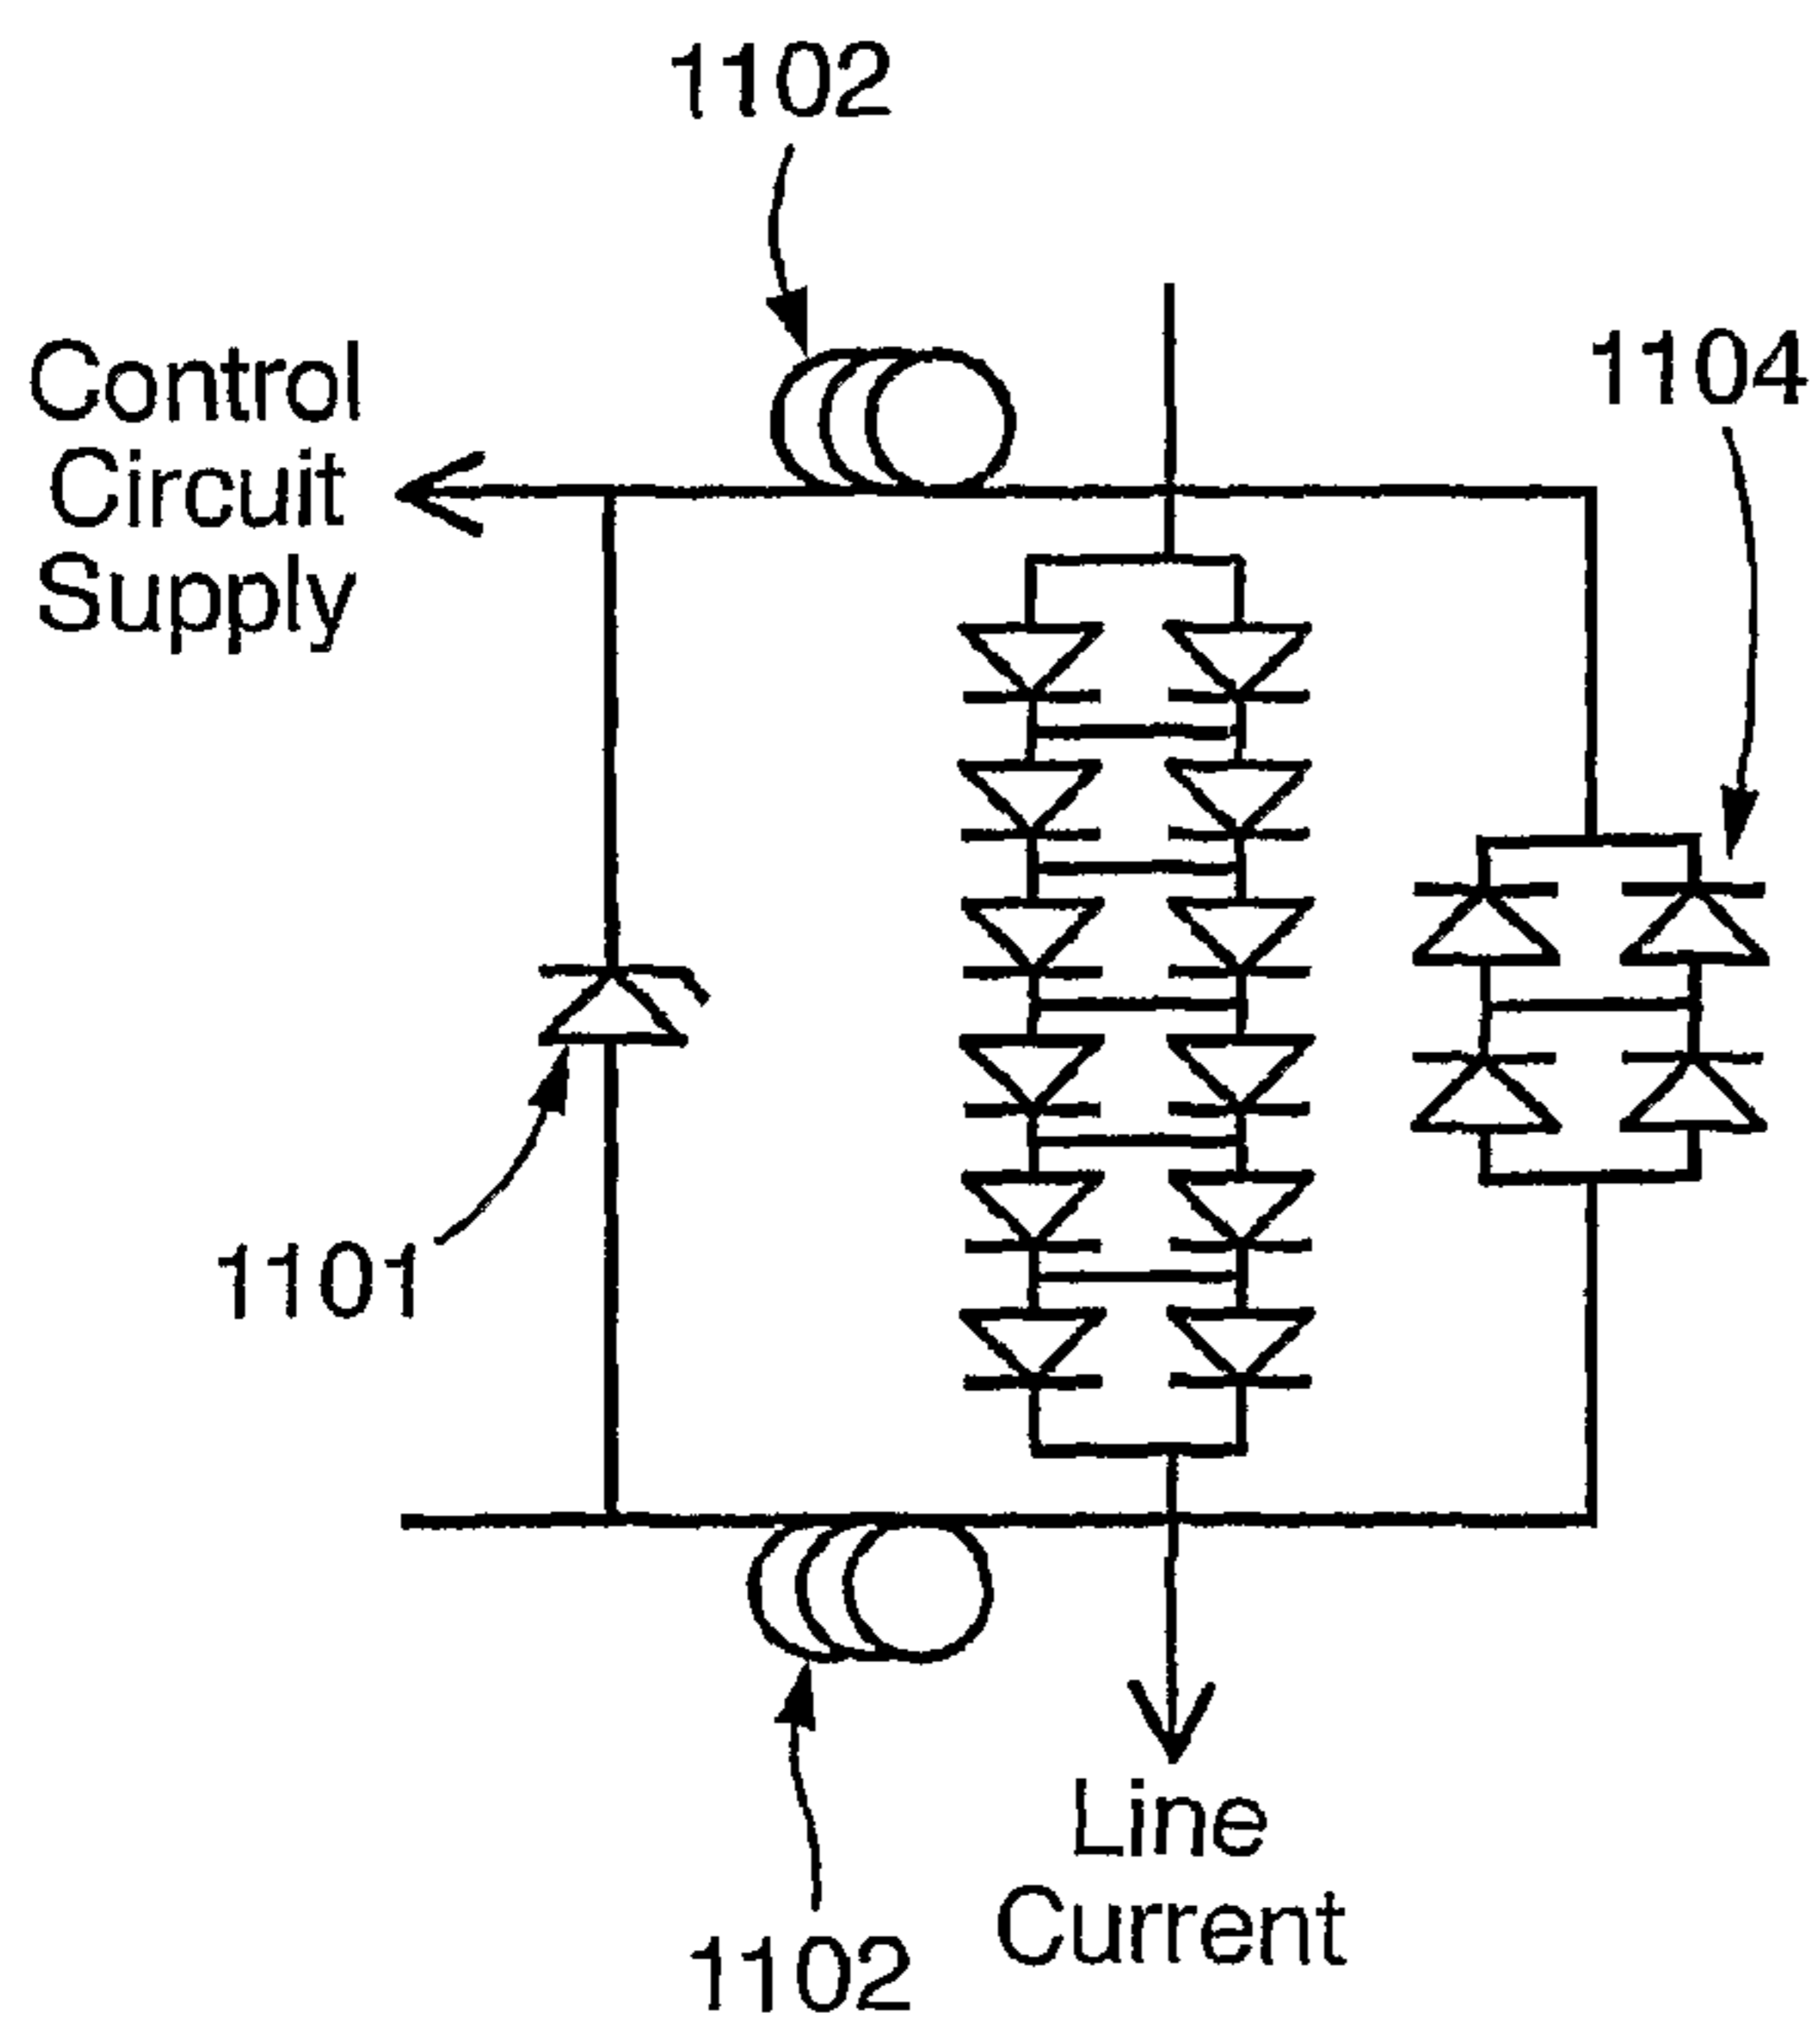 1102
1104
Control
Circuit
Supply
1101
Line
Current
1102